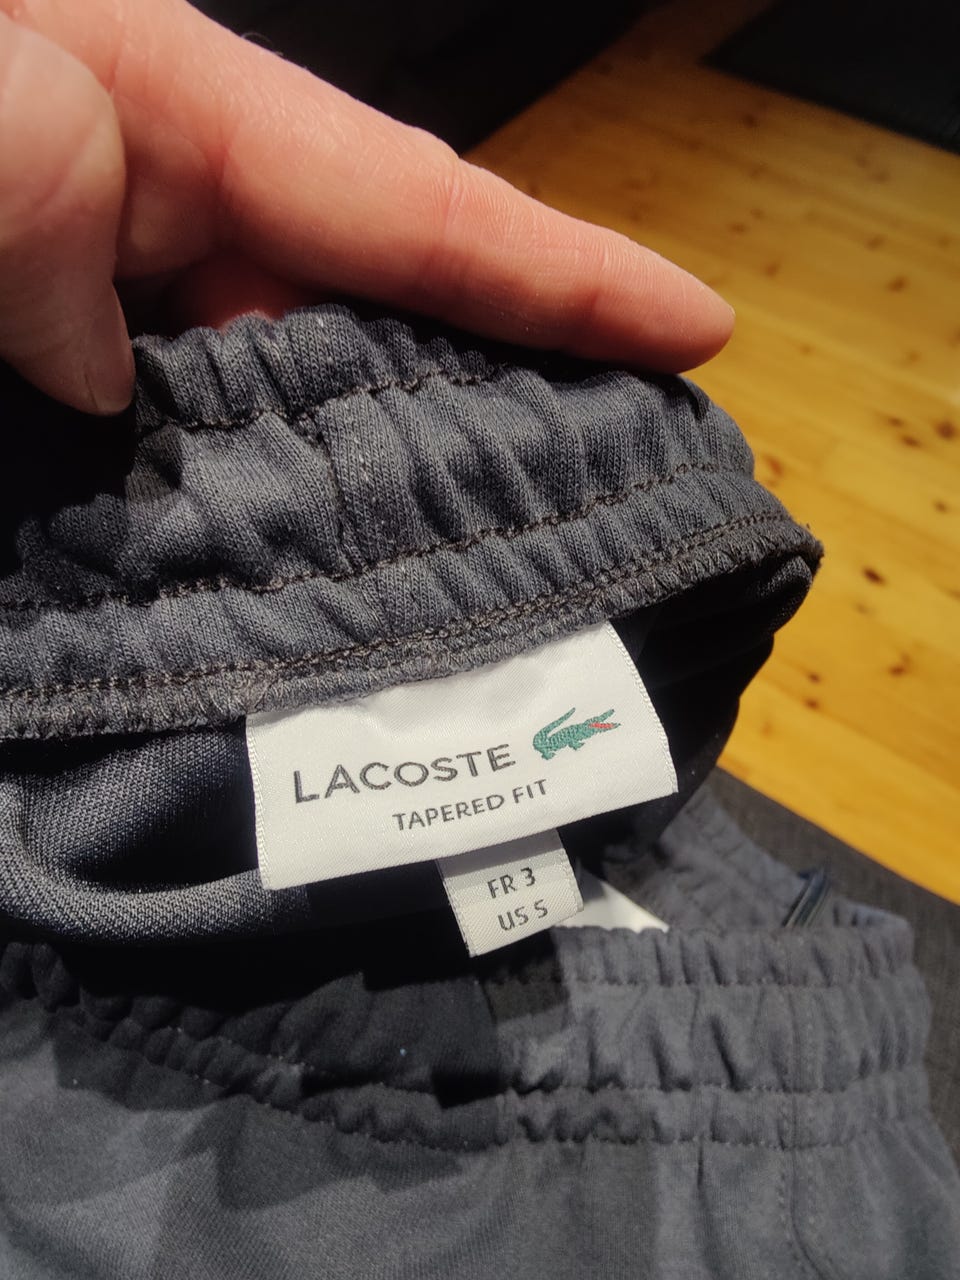 LACOSTE
TAPERED FIT
FR 3
US S